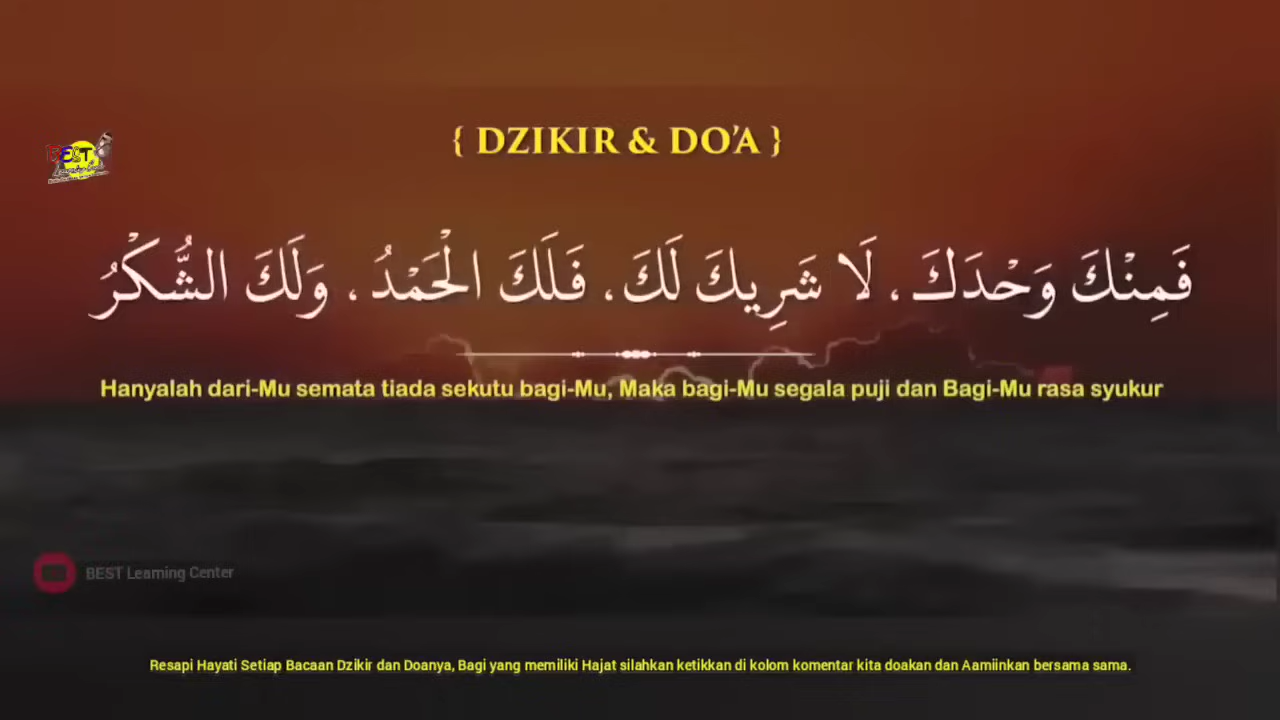 { DZIKIR & DO'A }
BEST
فَمِنْكَ وَحْدَكَ، لَا شَرِيكَ لَكَ، فَلَكَ الْحَمْدُ، وَلَكَ الشُّكْرُ
Hanyalah dari-Mu semata tiada sekutu bagi-Mu, Maka bagi-Mu segala puji dan Bagi-Mu rasa syukur
BEST Learning Center
Resapi Hayati Setiap Bacaan Dzikir dan Doanya, Bagi yang memiliki Hajat silahkan ketikkan di kolom komentar kita doakan dan Aamiinkan bersama sama.